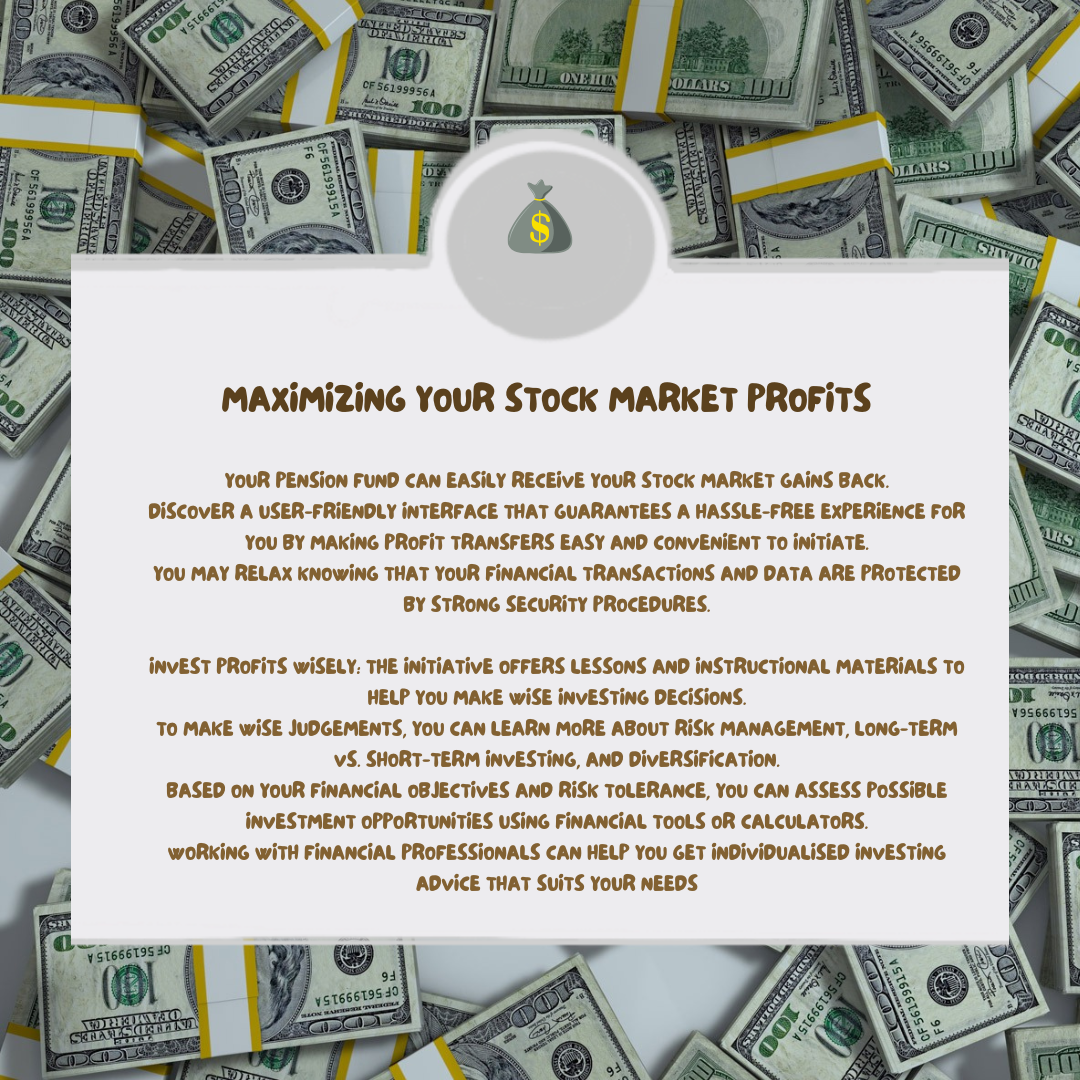 $
MAXIMIZING YOUR STOCK MARKET PROFITS
YOUR PENSION FUND CAN EASILY RECEIVE YOUR STOCK MARKET GAINS BACK.
DISCOVER A USER-FRIENDLY INTERFACE THAT GUARANTEES A HASSLE-FREE EXPERIENCE FOR
YOU BY MAKING PROFIT TRANSFERS EASY AND CONVENIENT TO INITIATE.
YOU MAY RELAX KNOWING THAT YOUR FINANCIAL TRANSACTIONS AND DATA ARE PROTECTED
BY STRONG SECURITY PROCEDURES.
INVEST PROFITS WISELY: THE INITIATIVE OFFERS LESSONS AND INSTRUCTIONAL MATERIALS TO
HELP YOU MAKE WISE INVESTING DECISIONS.
TO MAKE WISE JUDGEMENTS, YOU CAN LEARN MORE ABOUT RISK MANAGEMENT, LONG-TERM
VS. SHORT-TERM INVESTING, AND DIVERSIFICATION.
BASED ON YOUR FINANCIAL OBJECTIVES AND RISK TOLERANCE, YOU CAN ASSESS POSSIBLE
INVESTMENT OPPORTUNITIES USING FINANCIAL TOOLS OR CALCULATORS.
WORKING WITH FINANCIAL PROFESSIONALS CAN HELP YOU GET INDIVIDUALISED INVESTING
ADVICE THAT SUITS YOUR NEEDS